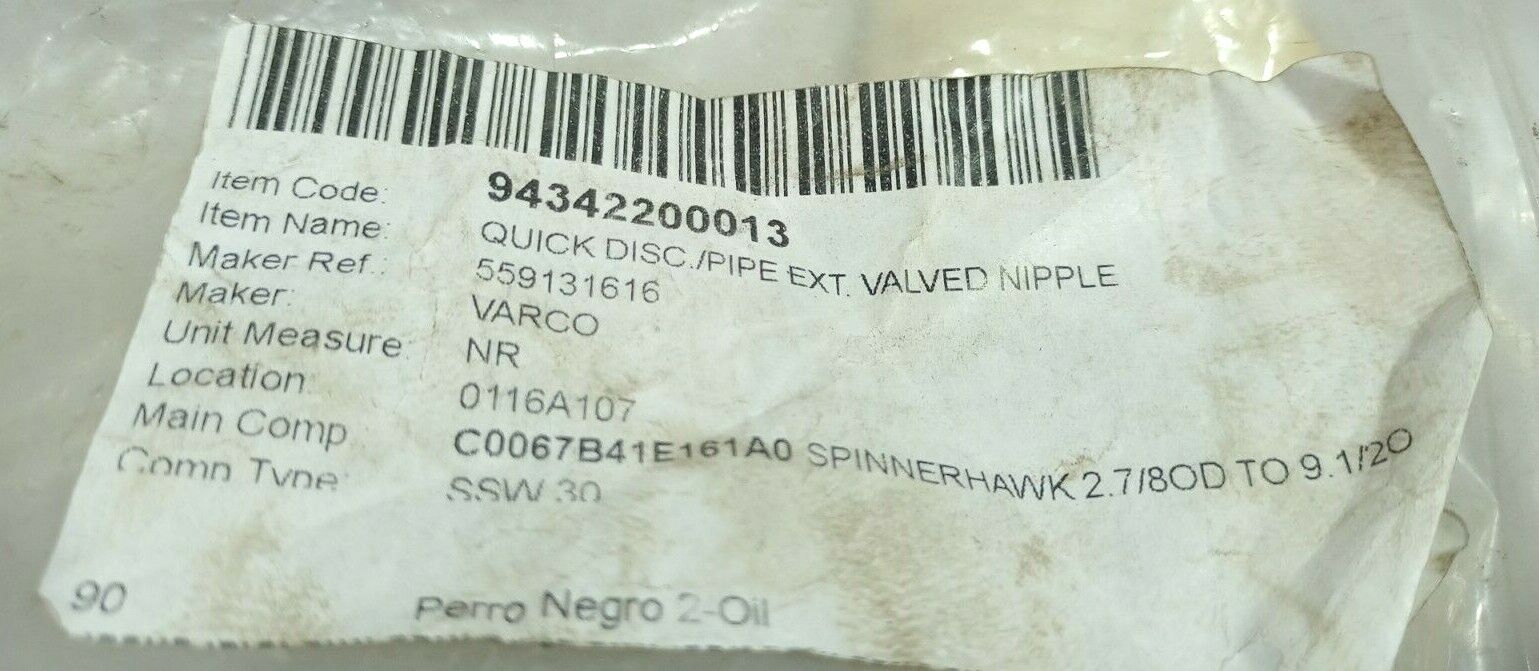 Item Code: 94342200013
Item Name: QUICK DISC./PIPE EXT. VALVED NIPPLE
Maker Ref.: 559131616
Maker: VARCO
Unit Measure: NR
Location: 0116A107
Main Comp C0067B41E161A0 SPINNERHAWK 2.7/8OD TO 9.1/2O
Comp Type: SSW 30
90 Perro Negro 2-Oil